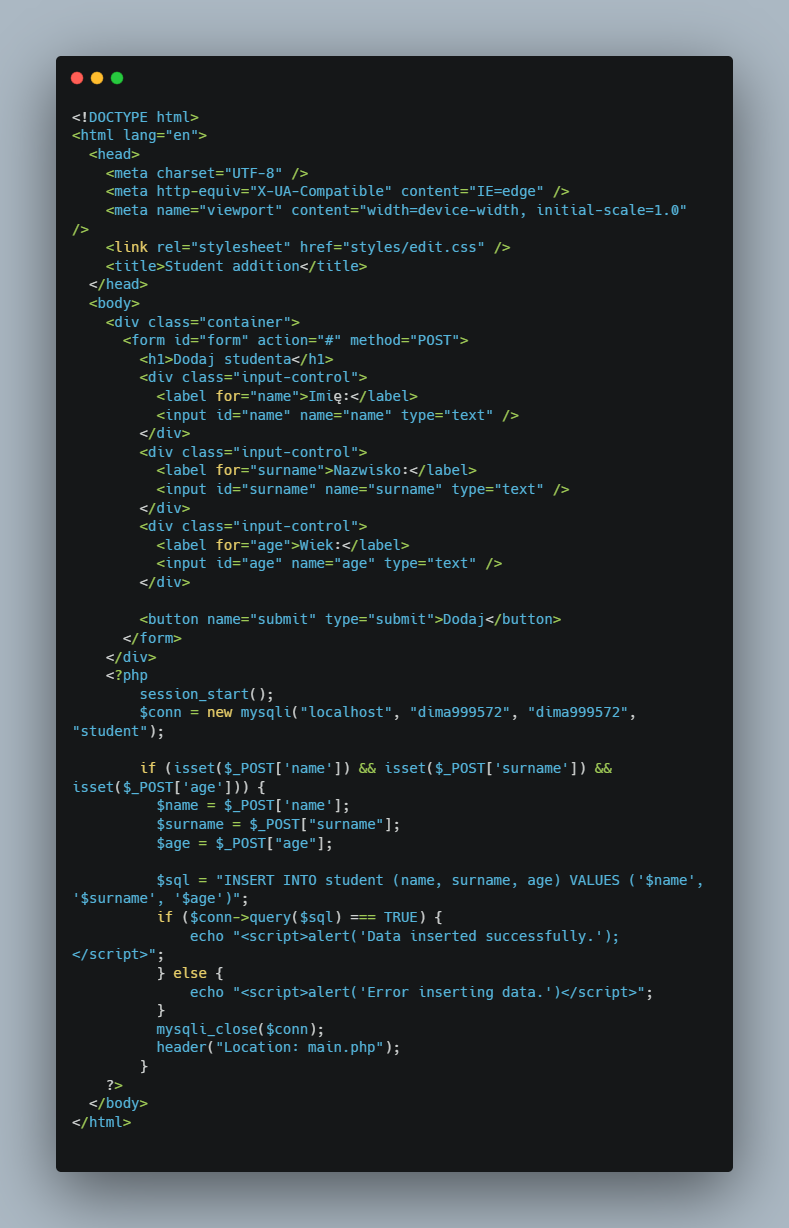 <!DOCTYPE html>
<html lang="en">
  <head>
    <meta charset="UTF-8" />
    <meta http-equiv="X-UA-Compatible" content="IE=edge" />
    <meta name="viewport" content="width=device-width, initial-scale=1.0"
/>
    <link rel="stylesheet" href="styles/edit.css" />
    <title>Student addition</title>
  </head>
  <body>
    <div class="container">
      <form id="form" action="#" method="POST">
        <h1>Dodaj studenta</h1>
        <div class="input-control">
          <label for="name">Imię:</label>
          <input id="name" name="name" type="text" />
        </div>
        <div class="input-control">
          <label for="surname">Nazwisko:</label>
          <input id="surname" name="surname" type="text" />
        </div>
        <div class="input-control">
          <label for="age">Wiek:</label>
          <input id="age" name="age" type="text" />
        </div>

        <button name="submit" type="submit">Dodaj</button>
      </form>
    </div>
    <?php
        session_start();
        $conn = new mysqli("localhost", "dima999572", "dima999572",
"student");

        if (isset($_POST['name']) && isset($_POST['surname']) &&
isset($_POST['age'])) {
          $name = $_POST['name'];
          $surname = $_POST["surname"];
          $age = $_POST["age"];

          $sql = "INSERT INTO student (name, surname, age) VALUES ('$name',
'$surname', '$age')";
          if ($conn->query($sql) === TRUE) {
              echo "<script>alert('Data inserted successfully.');
</script>";
          } else {
              echo "<script>alert('Error inserting data.')</script>";
          }
          mysqli_close($conn);
          header("Location: main.php");
        }
    ?>
  </body>
</html>